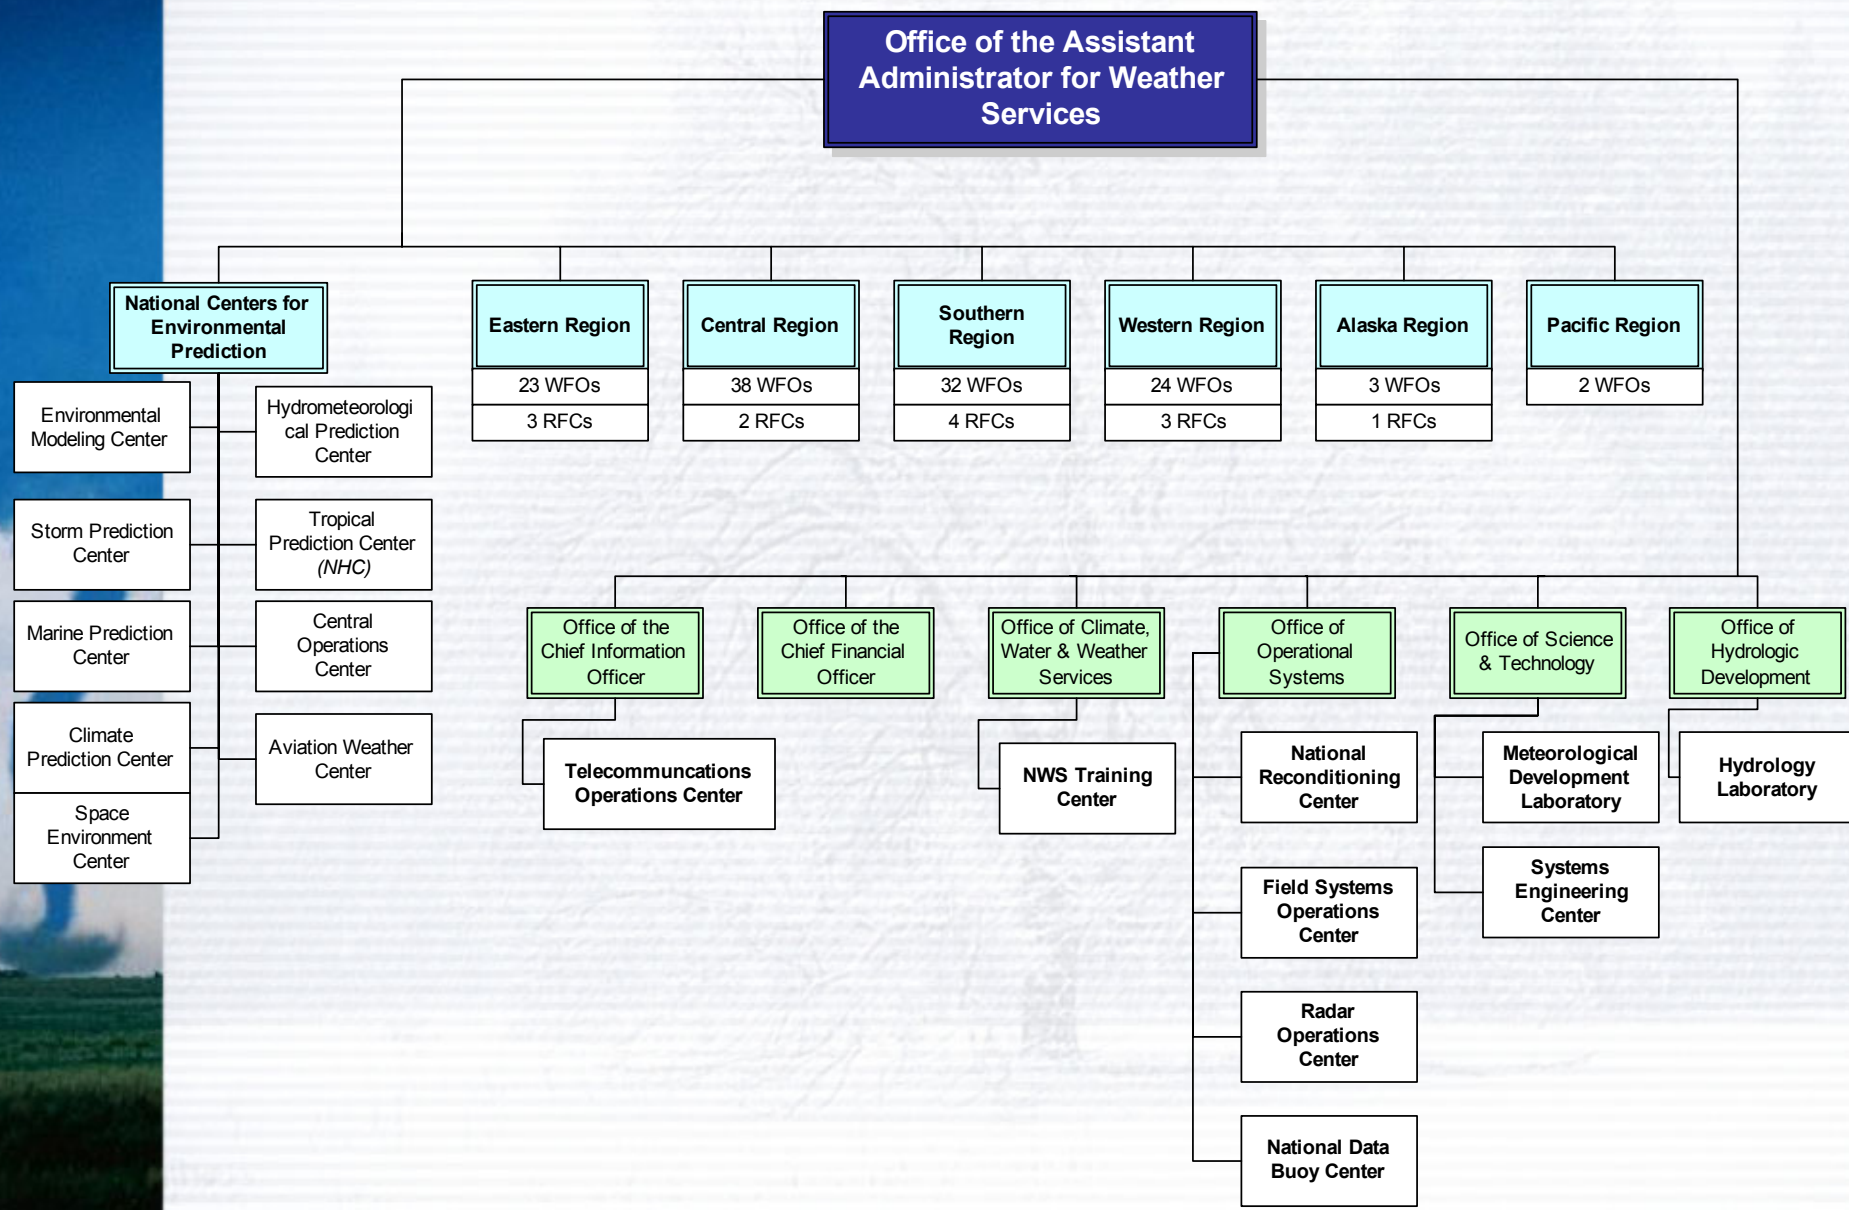 Office of the Assistant
Administrator for Weather
Services
National Centers for
Environmental
Prediction
Eastern Region
23 WFOs
3 RFCs
Central Region
38 WFOs
2 RFCs
Southern
Region
32 WFOs
4 RFCs
Western Region
24 WFOs
3 RFCs
Alaska Region
3 WFOs
1 RFCs
Pacific Region
2 WFOs
Environmental
Modeling Center
Hydrometeorologi
cal Prediction
Center
Storm Prediction
Center
Tropical
Prediction Center
(NHC)
Marine Prediction
Center
Central
Operations
Center
Climate
Prediction Center
Aviation Weather
Center
Space
Environment
Center
Office of the
Chief Information
Officer
Office of the
Chief Financial
Officer
Office of Climate,
Water & Weather
Services
Office of
Operational
Systems
Office of Science
& Technology
Office of
Hydrologic
Development
Telecommuncations
Operations Center
NWS Training
Center
National
Reconditioning
Center
Meteorological
Development
Laboratory
Hydrology
Laboratory
Field Systems
Operations
Center
Systems
Engineering
Center
Radar
Operations
Center
National Data
Buoy Center